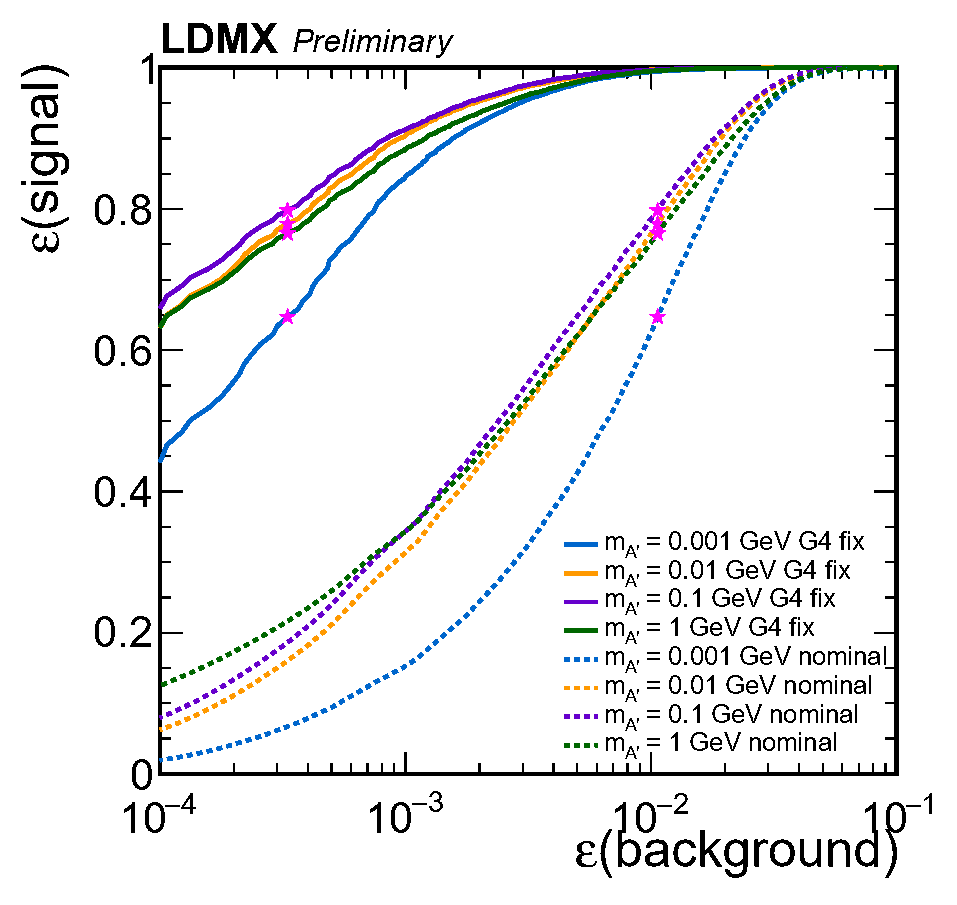 LDMX Preliminary
ε(signal)
1
0.8
0.6
0.4
0.2
0
m_A' = 0.001 GeV G4 fix
m_A' = 0.01 GeV G4 fix
m_A' = 0.1 GeV G4 fix
m_A' = 1 GeV G4 fix
m_A' = 0.001 GeV nominal
m_A' = 0.01 GeV nominal
m_A' = 0.1 GeV nominal
m_A' = 1 GeV nominal
10⁻⁴ 10⁻³ 10⁻² 10⁻¹
ε(background)